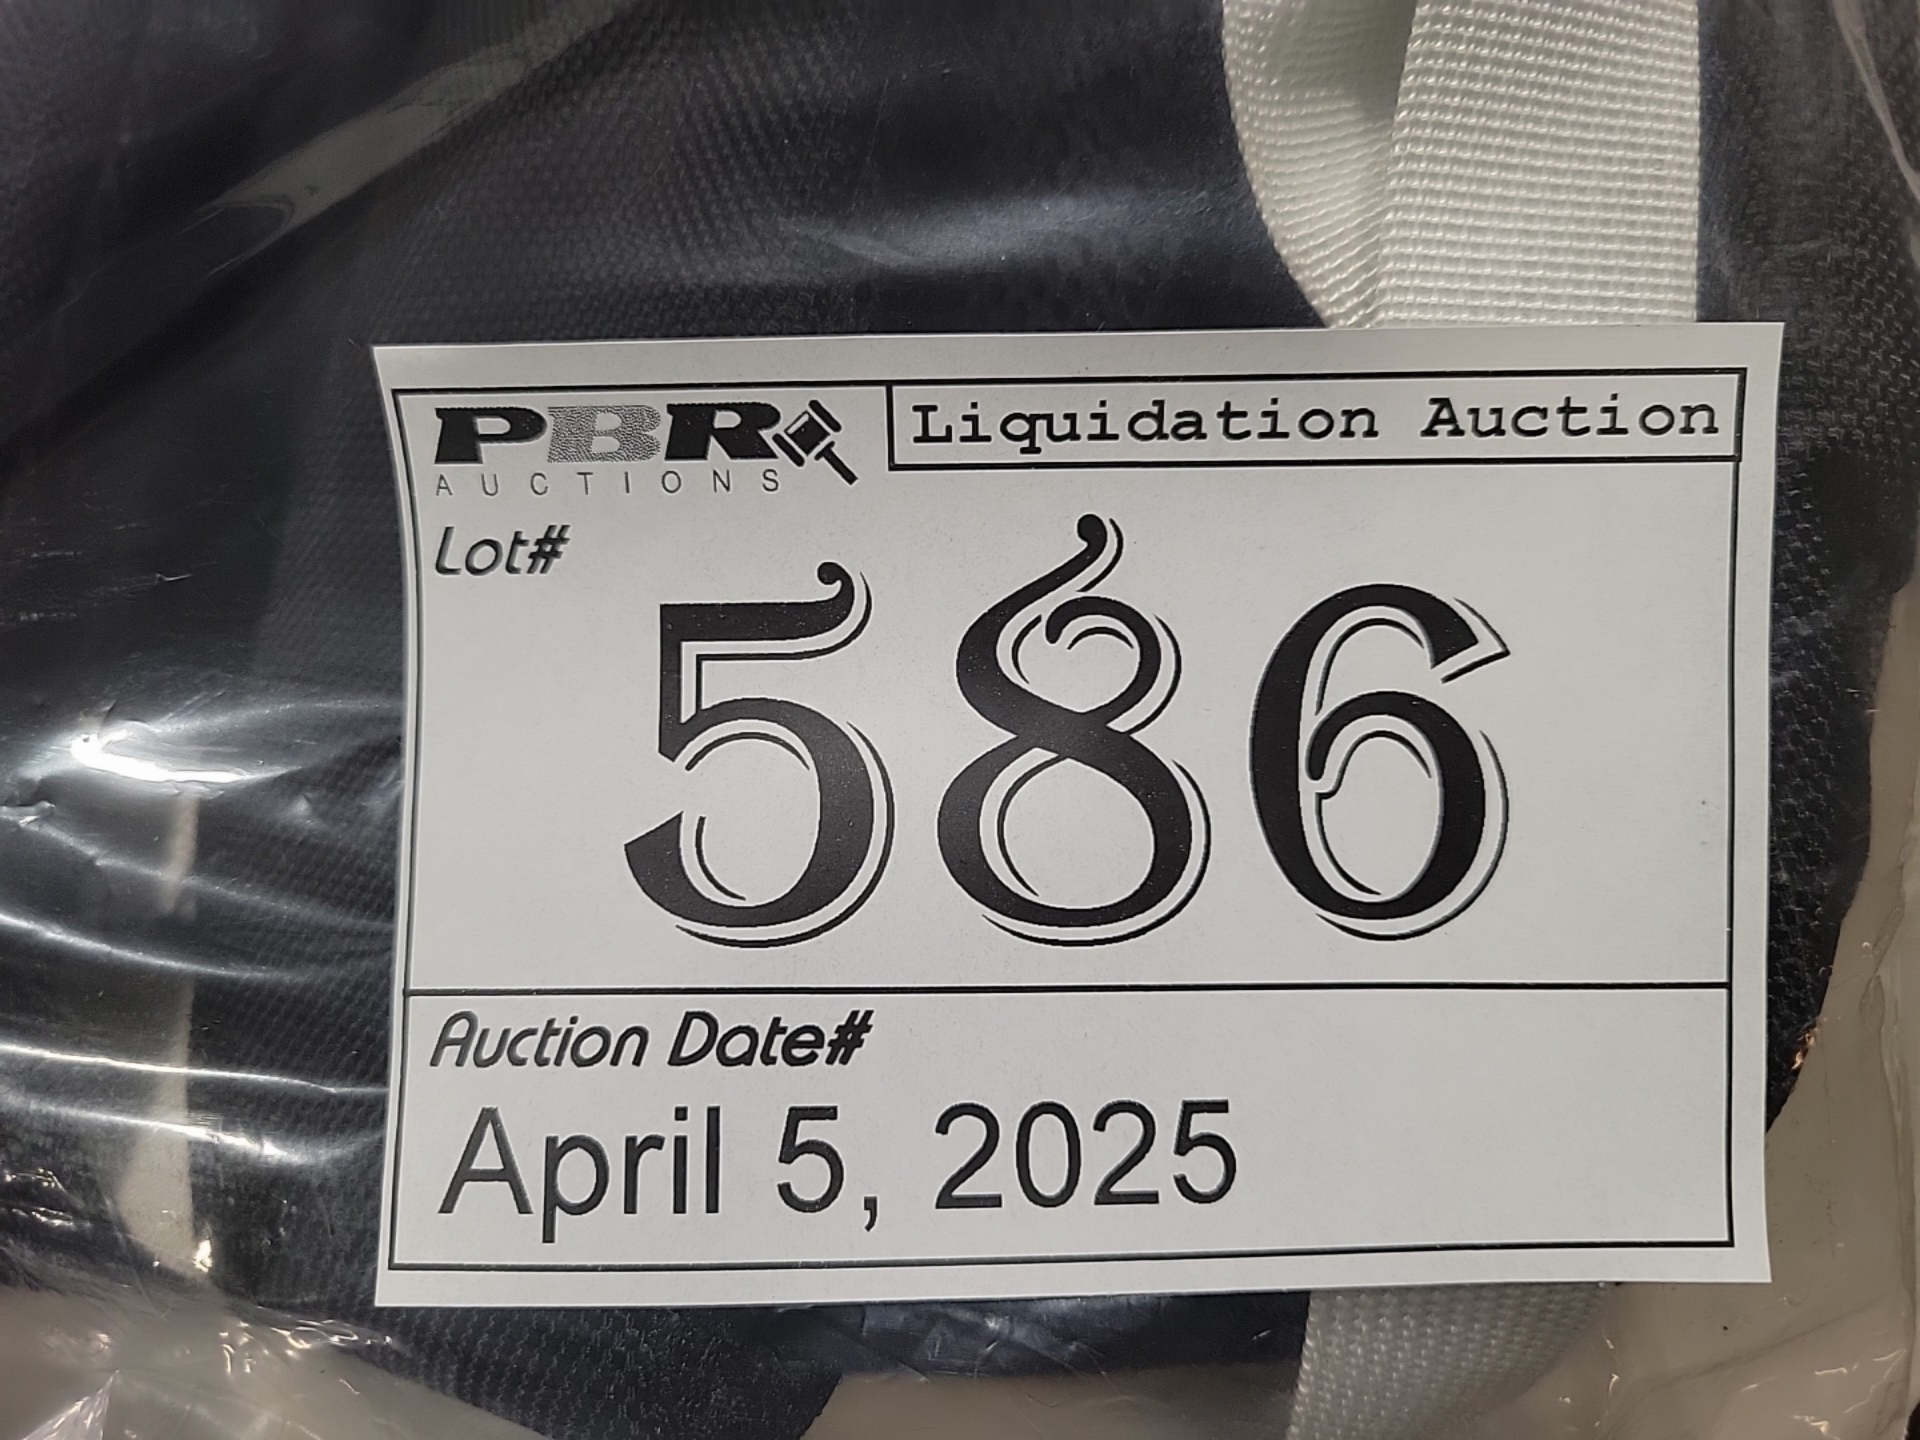 PBR
AUCTIONS
Liquidation Auction
Lot#
586
Auction Date#
April 5, 2025